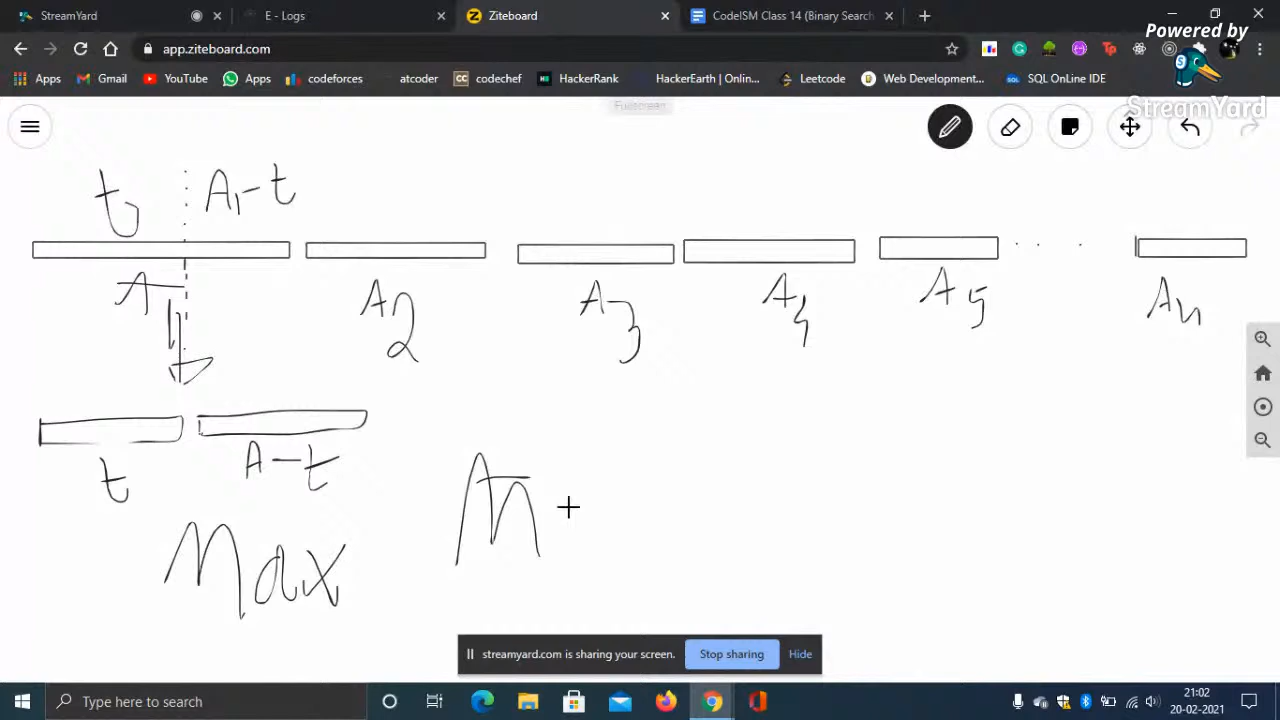 StreamYard
E - Logs
Ziteboard
CodeISM Class 14 (Binary Search
Powered by
StreamYard
app.ziteboard.com
Apps
Gmail
YouTube
Apps
codeforces
atcoder
codechef
HackerRank
HackerEarth | Onlin...
Leetcode
Web Developmen...
SQL OnLine IDE
Fullscreen
t
A1-t
A
A2
A3
A4
A5
An
t
A-t
Max
streamyard.com is sharing your screen.
Stop sharing
Hide
Type here to search
21:02
20-02-2021